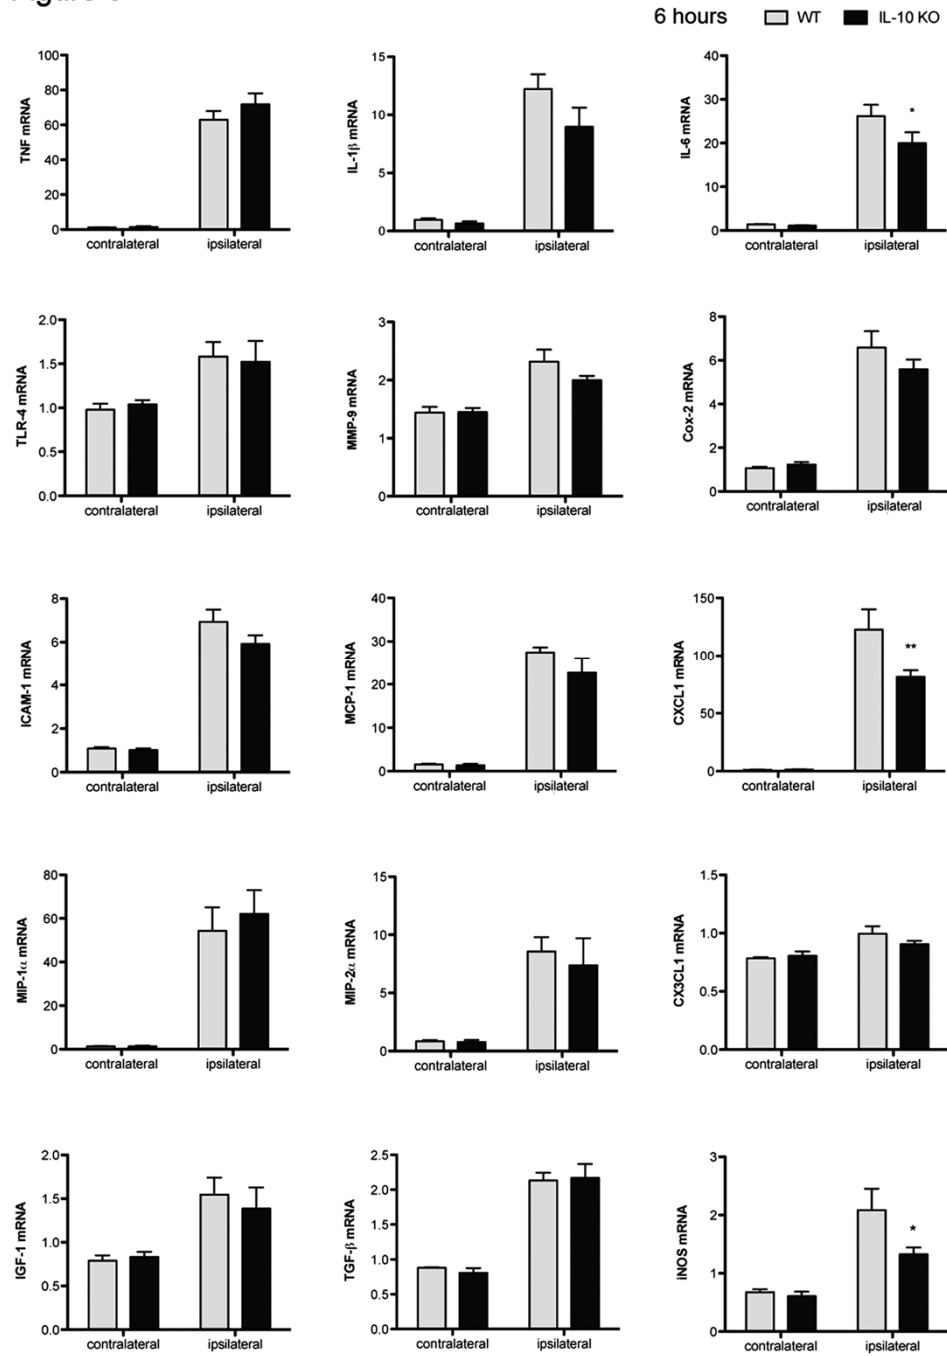 6 hours WT IL-10 KO
TNF mRNA
100
80
60
40
20
0
contralateral ipsilateral
IL-1β mRNA
15
10
5
0
contralateral ipsilateral
IL-6 mRNA
40
30
20
10
0
*
contralateral ipsilateral
TLR-4 mRNA
2.0
1.5
1.0
0.5
0.0
contralateral ipsilateral
MMP-9 mRNA
3
2
1
0
contralateral ipsilateral
Cox-2 mRNA
8
6
4
2
0
contralateral ipsilateral
ICAM-1 mRNA
8
6
4
2
0
contralateral ipsilateral
MCP-1 mRNA
40
30
20
10
0
contralateral ipsilateral
CXCL1 mRNA
150
100
50
0
**
contralateral ipsilateral
MIP-1α mRNA
80
60
40
20
0
contralateral ipsilateral
MIP-2α mRNA
15
10
5
0
contralateral ipsilateral
CX3CL1 mRNA
1.5
1.0
0.5
0.0
contralateral ipsilateral
IGF-1 mRNA
2.0
1.5
1.0
0.5
0.0
contralateral ipsilateral
TGF-β mRNA
2.5
2.0
1.5
1.0
0.5
0.0
contralateral ipsilateral
iNOS mRNA
3
2
1
0
*
contralateral ipsilateral